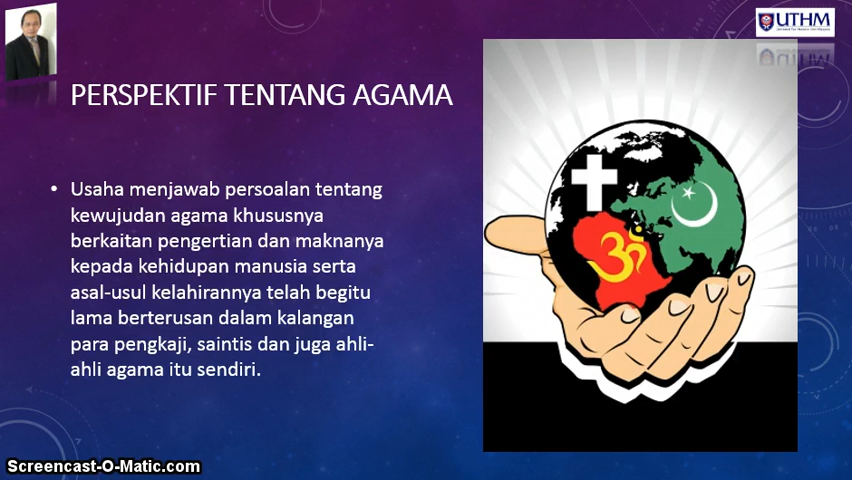 UTHM
PERSPEKTIF TENTANG AGAMA
• Usaha menjawab persoalan tentang
kewujudan agama khususnya
berkaitan pengertian dan maknanya
kepada kehidupan manusia serta
asal-usul kelahirannya telah begitu
lama berterusan dalam kalangan
para pengkaji, saintis dan juga ahli-
ahli agama itu sendiri.
Screencast-O-Matic.com